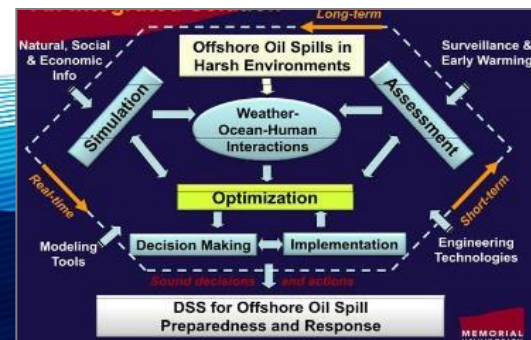 Long-term
Natural, Social
& Economic
Info
Offshore Oil Spills in
Harsh Environments
Surveillance &
Early Warming
Simulation
Weather-
Ocean-Human
Interactions
Assessment
Optimization
Real-time
Short-term
Modeling
Tools
Decision Making
Implementation
Engineering
Technologies
Sound decisions and actions
DSS for Offshore Oil Spill
Preparedness and Response
MEMORIAL